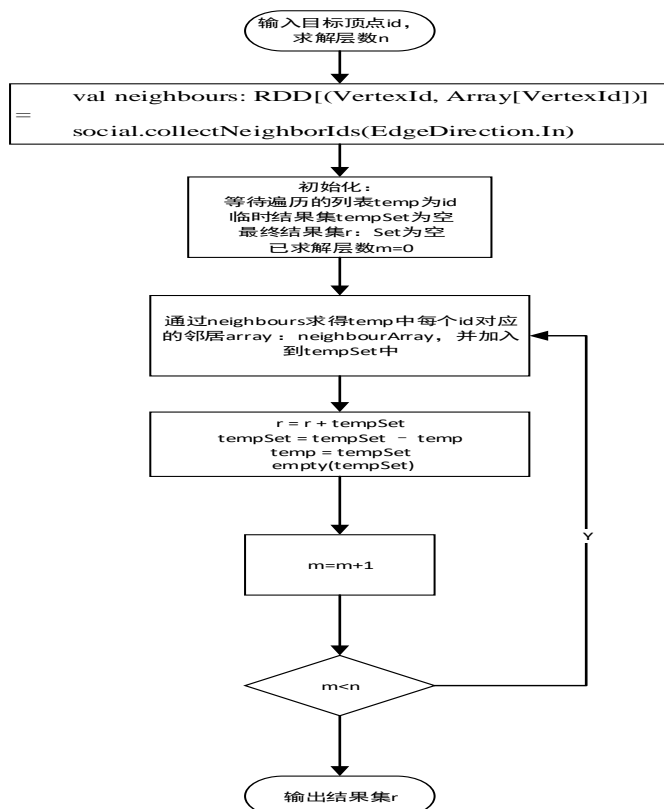 输入目标顶点id，
求解层数n
val neighbours: RDD[(VertexId, Array[VertexId])]
=
social.collectNeighborIds(EdgeDirection.In)
初始化：
等待遍历的列表temp为id
临时结果集tempSet为空
最终结果集r：Set为空
已求解层数m=0
通过neighbours求得temp中每个id对应
的邻居array：neighbourArray，并加入
到tempSet中
r = r + tempSet
tempSet = tempSet – temp
temp = tempSet
empty(tempSet)
m=m+1
Y
m<n
输出结果集r